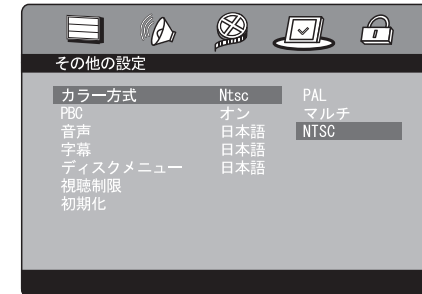 その他の設定
カラー方式 Ntsc PAL
PBC オン マルチ
音声 日本語 NTSC
字幕 日本語
ディスクメニュー 日本語
視聴制限
初期化